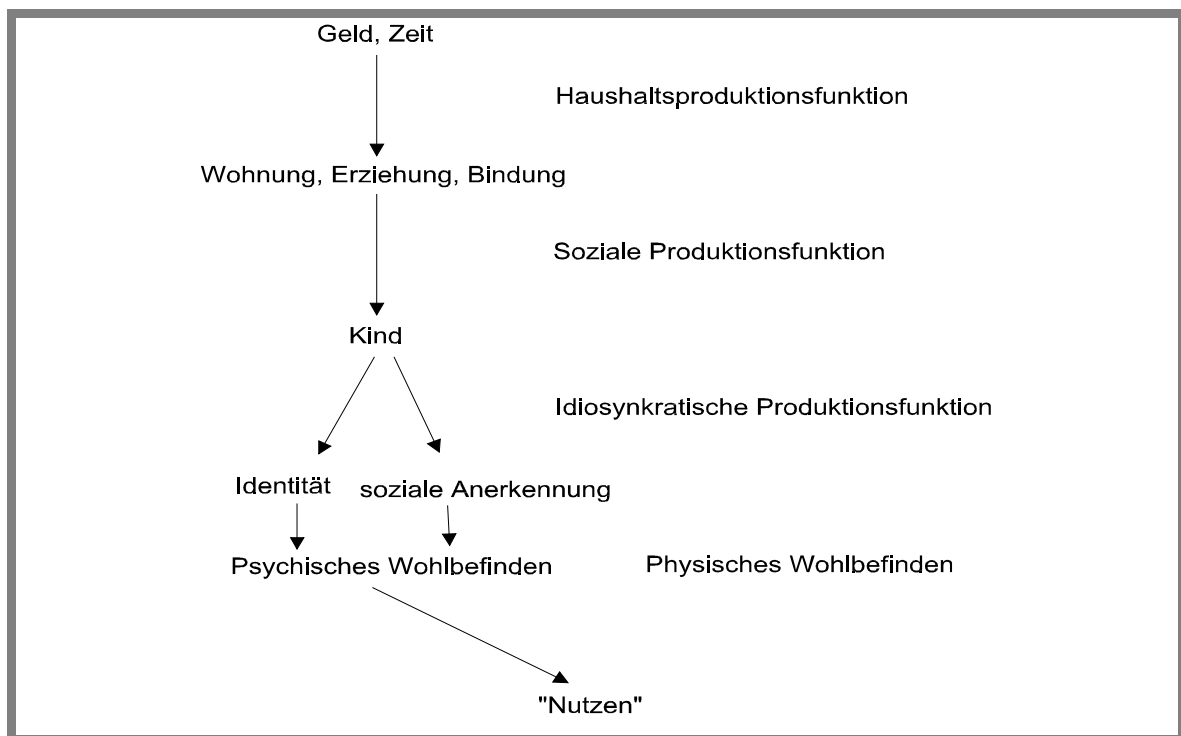 Geld, Zeit
Haushaltsproduktionsfunktion
Wohnung, Erziehung, Bindung
Soziale Produktionsfunktion
Kind
Idiosynkratische Produktionsfunktion
Identität
soziale Anerkennung
Psychisches Wohlbefinden
Physisches Wohlbefinden
"Nutzen"